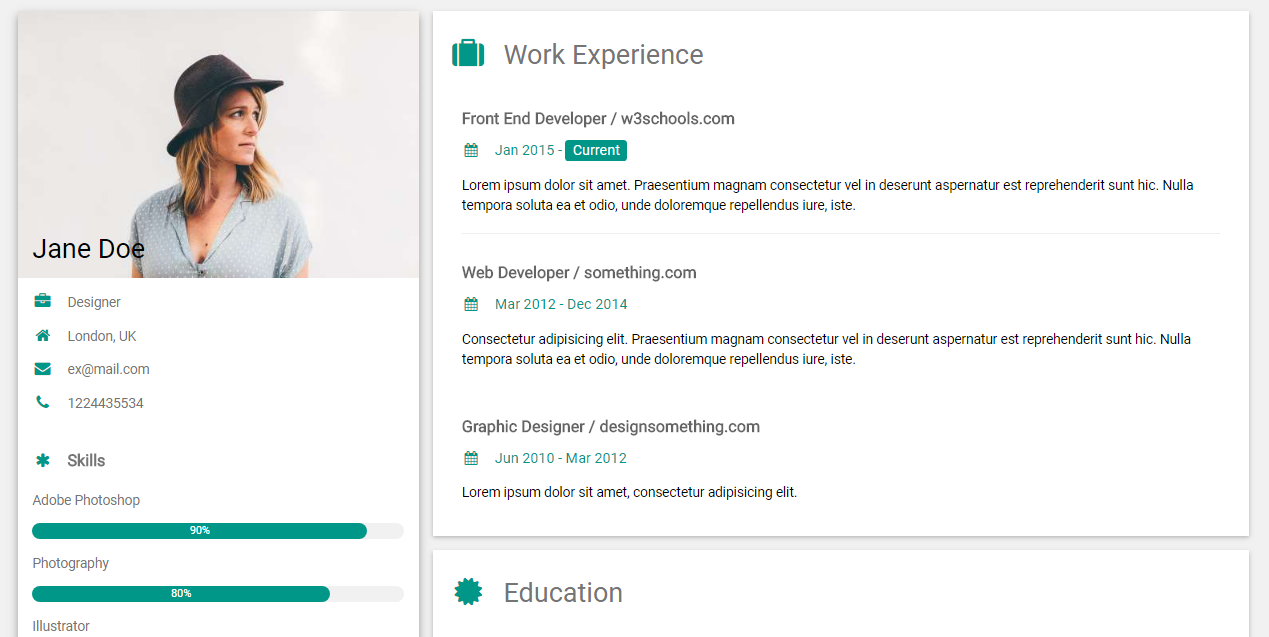 Jane Doe
Designer
London, UK
ex@mail.com
1224435534
Skills
Adobe Photoshop
90%
Photography
80%
Illustrator
Work Experience
Front End Developer / w3schools.com
Jan 2015 - Current
Lorem ipsum dolor sit amet. Praesentium magnam consectetur vel in deserunt aspernatur est reprehenderit sunt hic. Nulla
tempora soluta ea et odio, unde doloremque repellendus iure, iste.
Web Developer / something.com
Mar 2012 - Dec 2014
Consectetur adipisicing elit. Praesentium magnam consectetur vel in deserunt aspernatur est reprehenderit sunt hic. Nulla
tempora soluta ea et odio, unde doloremque repellendus iure, iste.
Graphic Designer / designsomething.com
Jun 2010 - Mar 2012
Lorem ipsum dolor sit amet, consectetur adipisicing elit.
Education